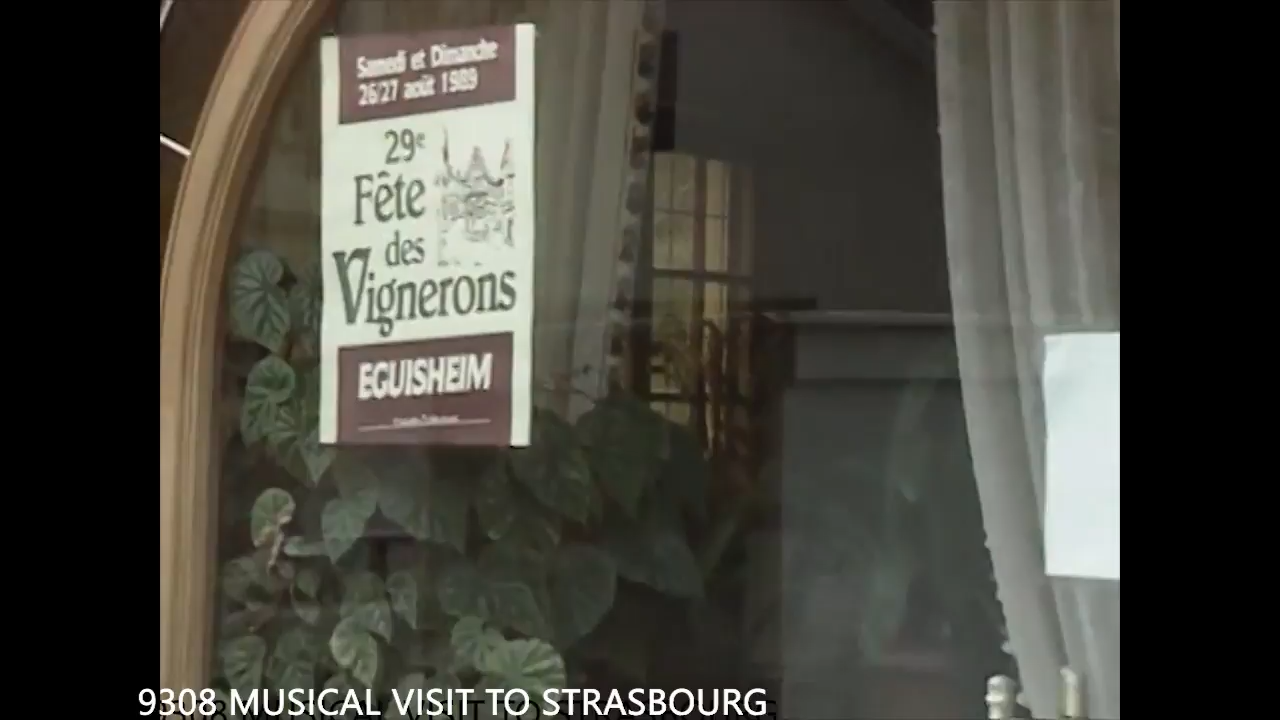 Samedi et Dimanche
26/27 août 1989
29e
Fête
des
Vignerons
EGUISHEIM
9308 MUSICAL VISIT TO STRASBOURG